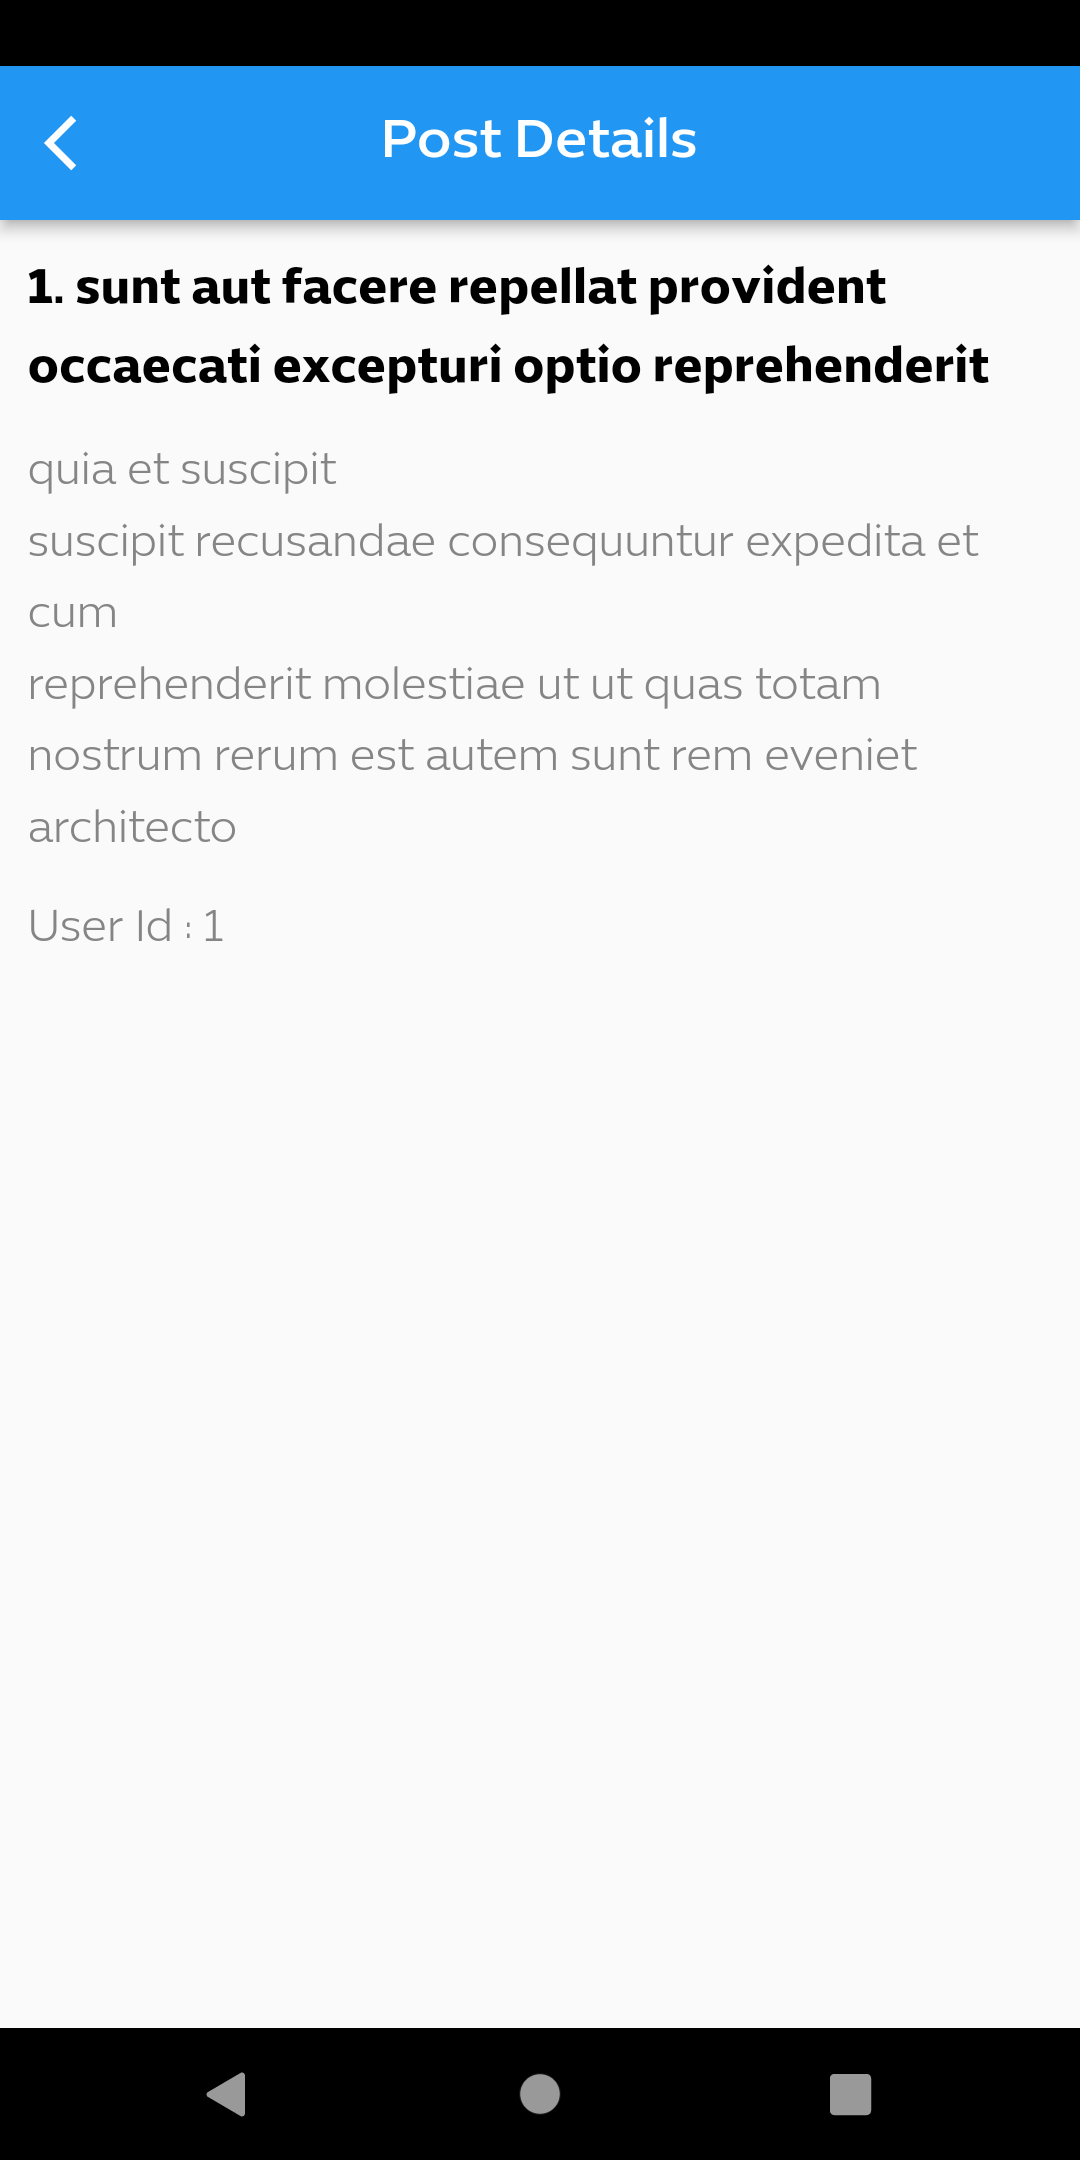 Post Details
1. sunt aut facere repellat provident
occaecati excepturi optio reprehenderit
quia et suscipit
suscipit recusandae consequuntur expedita et
cum
reprehenderit molestiae ut ut quas totam
nostrum rerum est autem sunt rem eveniet
architecto
User Id : 1